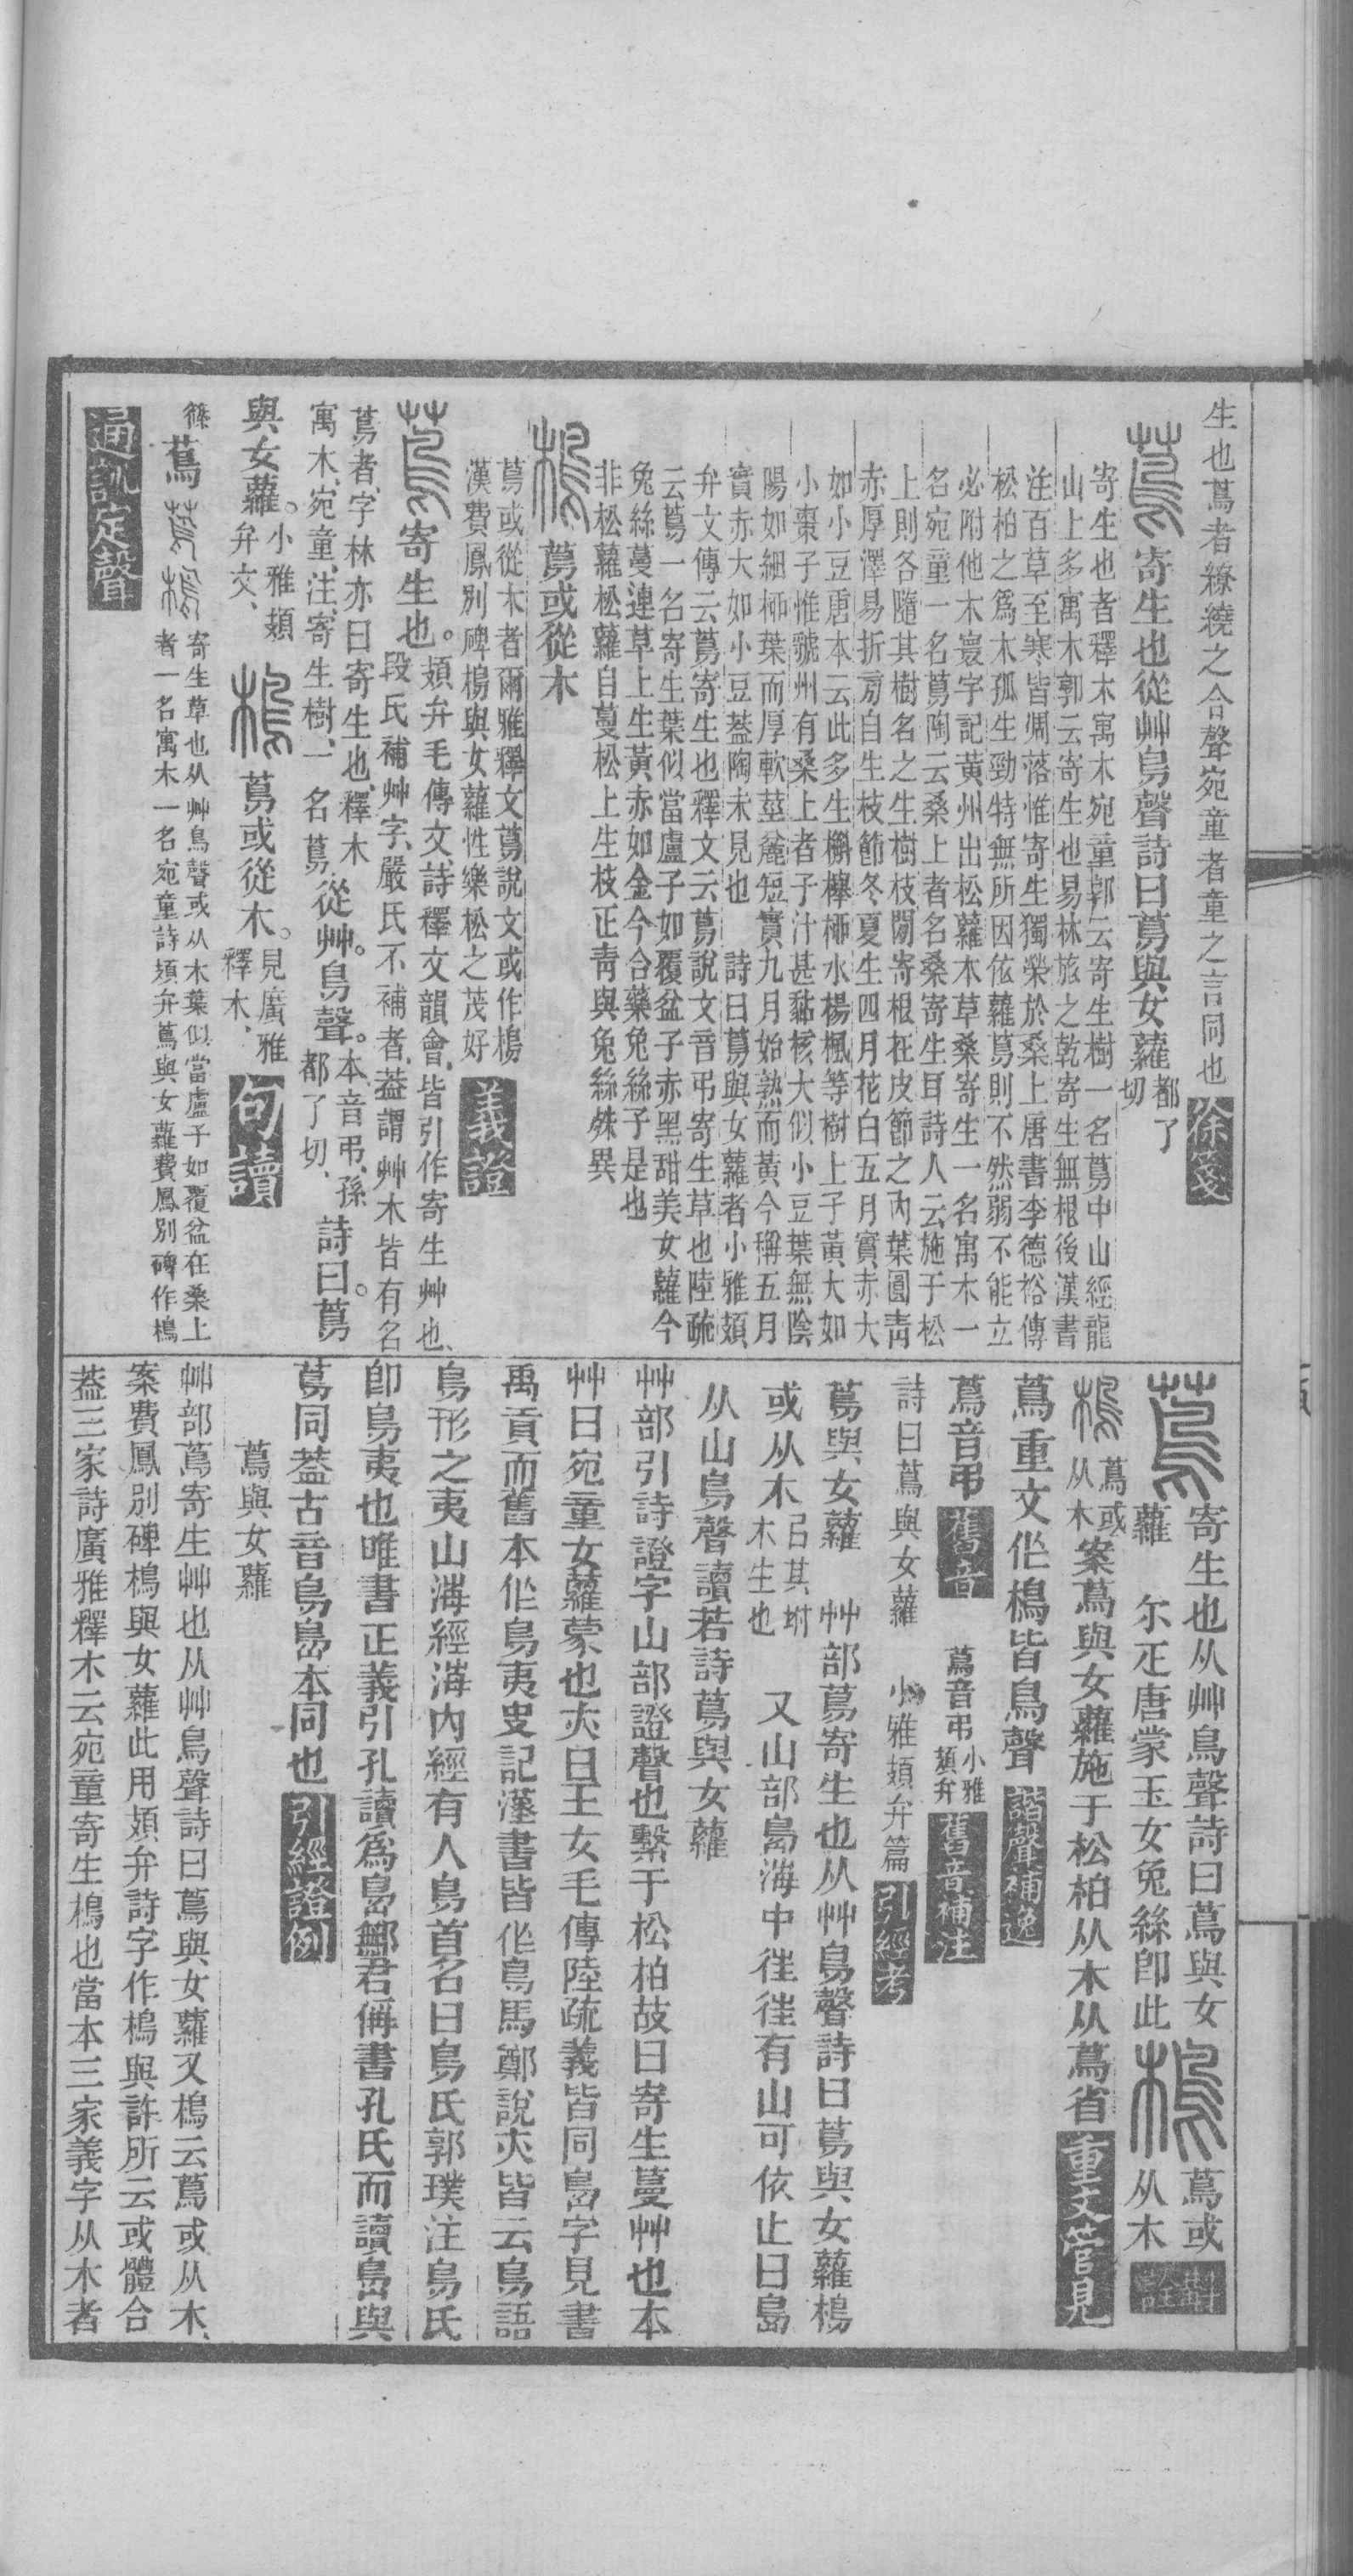 生也蔦者繚繞之合聲宛童者童之言同也徐箋
寄生也從艸鳥聲詩曰蔦與女蘿都了切
寄生也者釋木寓木宛童郭云寄生樹一名蔦中山經龍
山上多寓木郭云寄生也易林旅之乾寄生無根後漢書
注百草至寒皆凋落惟寄生獨榮於桑上唐書李德裕傳
松柏之爲木孤生勁特無所因依蘿蔦則不然弱不能立
必附他木寰宇記黃州出松蘿木草桑寄生一名寓木一
名宛童一名蔦陶云桑上者名桑寄生耳詩人云施于松
上則各隨其樹名之生樹枝閒寄根在皮節之內葉圓靑
赤厚澤易折旁自生枝節冬夏生四月花白五月實赤大
如小豆唐本云此多生槲櫸柳水楊楓等樹上子黃大如
小棗子惟虢州有桑上者子汁甚黏核大似小豆葉無陰
陽如細柳葉而厚軟莖麄短實九月始熟而黃今稱五月
實赤大如小豆葢陶未見也　詩曰蔦與女蘿者小雅頍
弁文傳云蔦寄生也釋文云蔦說文音弔寄生草也陸疏
云蔦一名寄生葉似當盧子如覆盆子赤黑甜美女蘿今
兔絲蔓連草上生黃赤如金今合藥兔絲子是也
非松蘿松蘿自蔓松上生枝正靑與兔絲殊異
蔦或從木
蔦或從木者爾雅釋文蔦說文或作樢
漢費鳳別碑樢與女蘿性樂松之茂好義證
寄生也。頍弁毛傳文、詩釋文韻會、皆引作寄生艸也、
段氏補艸字、嚴氏不補者、葢謂艸木皆有名
蔦者、字林亦曰寄生也、釋木
寓木、宛童、注、寄生樹、一名蔦、從艸。鳥聲。本音弔、孫都了切、詩曰。蔦
與女蘿。小雅頍弁文、蔦或從木。見廣雅釋木、句讀
篠蔦寄生草也从艸鳥聲或从木葉似當盧子如覆盆在桑上
者一名寓木一名宛童詩頍弁蔦與女蘿費鳳別碑作樢
通訓定聲
寄生也从艸鳥聲詩曰蔦與女
蘿　尒疋唐蒙玉女兔絲卽此蔦或从木斠詮
蔦或从木案蔦與女蘿施于松柏从木从蔦省重文管見
蔦重文作樢皆鳥聲諧聲補逸
蔦音弔舊音　蔦音弔小雅頍弁舊音補注
詩曰蔦與女蘿　小雅頍弁篇引經考
蔦與女蘿　艸部蔦寄生也从艸鳥聲詩曰蔦與女蘿樢
或从木㠯其坿木生也　又山部島海中往往有山可依止曰島
从山鳥聲讀若詩蔦與女蘿
艸部引詩證字山部證聲也繫于松柏故曰寄生蔓艸也本
艸曰宛童女蘿蒙也夾曰王女毛傳陸疏義皆同島字見書
禹貢而舊本作鳥夷史記漢書皆作鳥馬鄭說夾皆云鳥語
鳥形之夷山海經海內經有人鳥首名曰鳥氏郭璞注鳥氏
卽鳥夷也唯書正義引孔讀爲島鄦君偁書孔氏而讀島與
蔦同葢古音鳥島本同也引經證例
蔦與女蘿
艸部蔦寄生艸也从艸鳥聲詩曰蔦與女蘿又樢云蔦或从木、
案費鳳別碑樢與女蘿此用頍弁詩字作樢與許所云或體合
葢三家詩廣雅釋木云宛童寄生樢也當本三家義字从木者